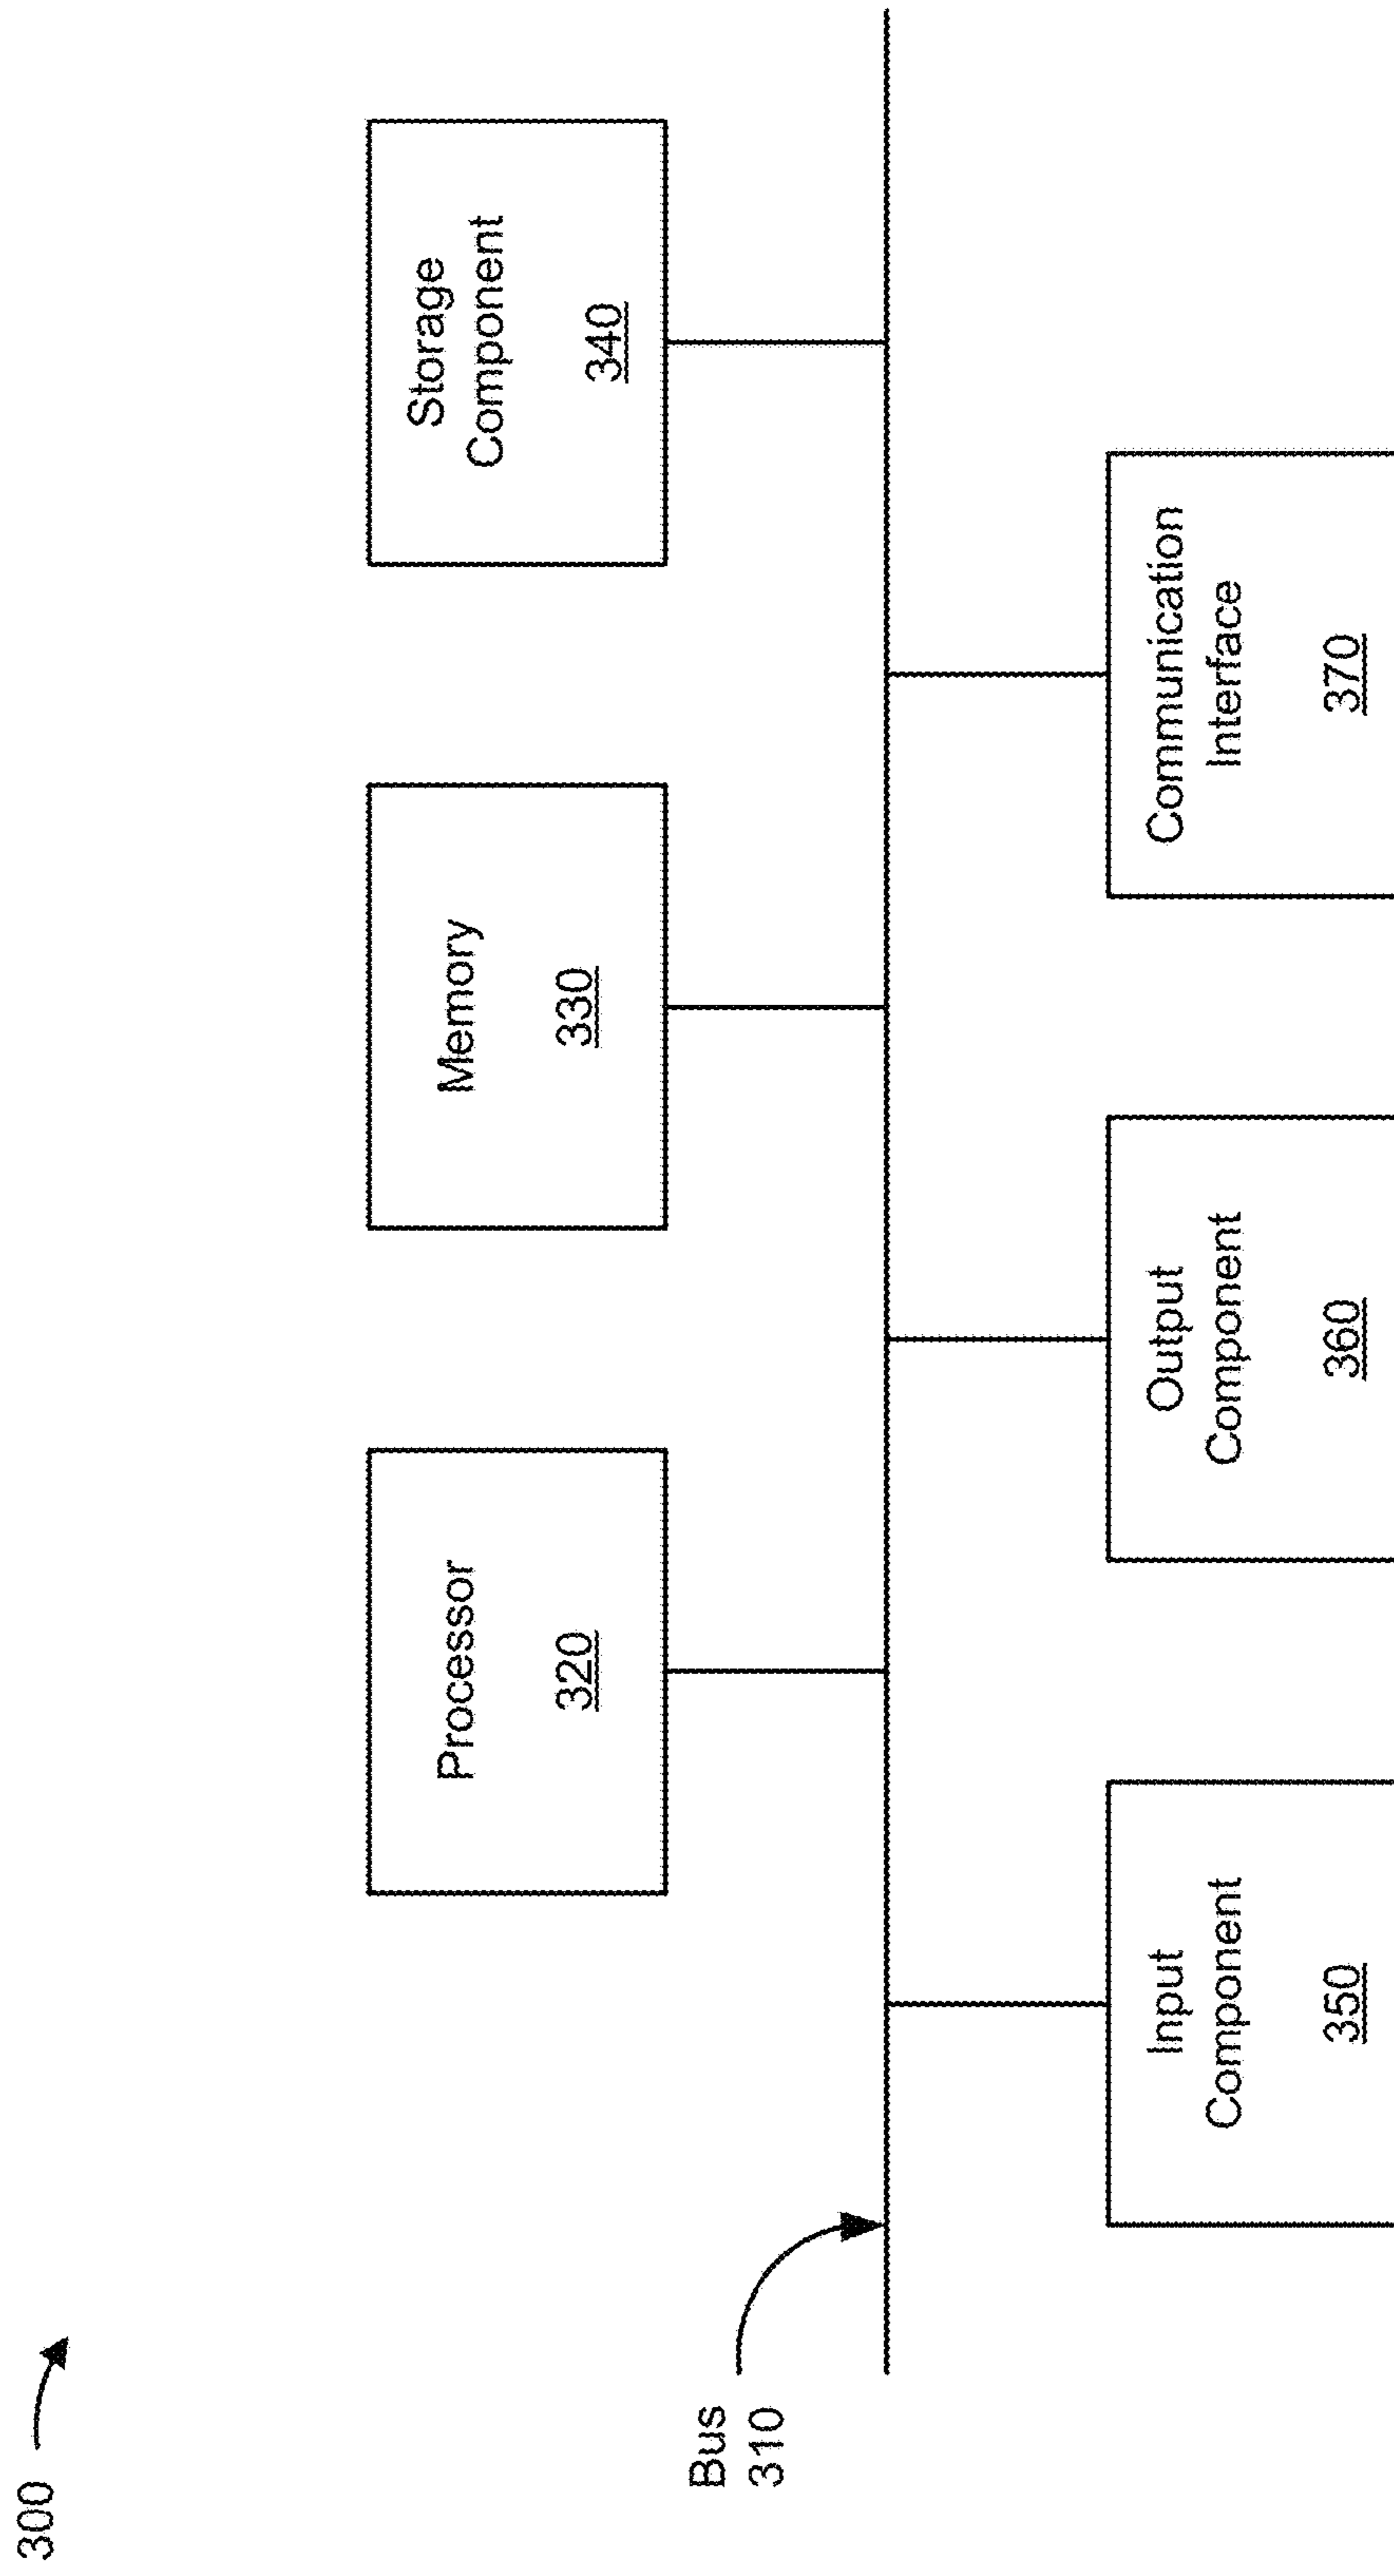 300
Processor
320
Memory
330
Storage
Component
340
Bus
310
Input
Component
350
Output
Component
360
Communication
Interface
370